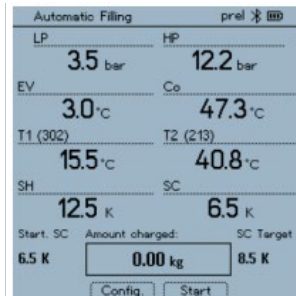 Automatic Filling prel
LP HP
3.5 bar 12.2 bar
EV Co
3.0 °C 47.3 °C
T1 (302) T2 (213)
15.5 °C 40.8 °C
SH SC
12.5 K 6.5 K
Start. SC Amount charged: SC Target
6.5 K 0.00 kg 8.5 K
Config. Start